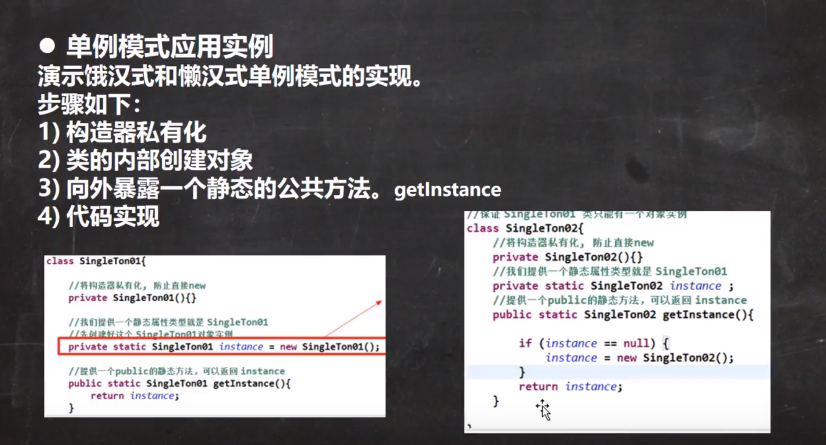 ● 单例模式应用实例
演示饿汉式和懒汉式单例模式的实现。
步骤如下：
1) 构造器私有化
2) 类的内部创建对象
3) 向外暴露一个静态的公共方法。getInstance
4) 代码实现
class SingleTon01{
//将构造器私有化, 防止直接new
private SingleTon01(){}
//我们提供一个静态属性类型就是 SingleTon01
//先创建好这个 SingleTon01对象实例
private static SingleTon01 instance = new SingleTon01();
//提供一个public的静态方法，可以返回 instance
public static SingleTon01 getInstance(){
return instance;
}
//保证 SingleTon01 类只能有一个对象实例
class SingleTon02{
//将构造器私有化, 防止直接new
private SingleTon02(){}
//我们提供一个静态属性类型就是 SingleTon01
private static SingleTon02 instance ;
//提供一个public的静态方法，可以返回 instance
public static SingleTon02 getInstance(){
if (instance == null) {
instance = new SingleTon02();
}
return instance;
}